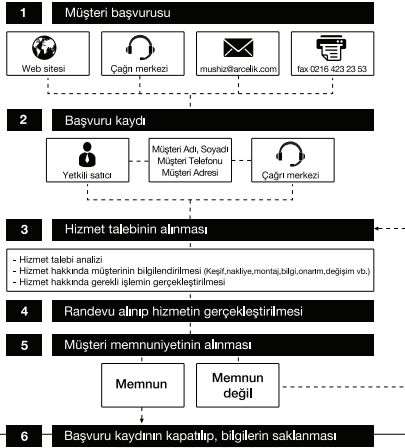 1 Müşteri başvurusu
Web sitesi
Çağrı merkezi
mushiz@arcelik.com
fax 0216 423 23 53
2 Başvuru kaydı
Yetkili satıcı
Müşteri Adı, Soyadı
Müşteri Telefonu
Müşteri Adresi
Çağrı merkezi
3 Hizmet talebinin alınması
- Hizmet talebi analizi
- Hizmet hakkında müşterinin bilgilendirilmesi (Keşif,nakliye,montaj,bilgi,onarım,değişim vb.)
- Hizmet hakkında gerekli işlemin gerçekleştirilmesi
4 Randevu alınıp hizmetin gerçekleştirilmesi
5 Müşteri memnuniyetinin alınması
Memnun
Memnun
değil
6 Başvuru kaydının kapatılıp, bilgilerin saklanması